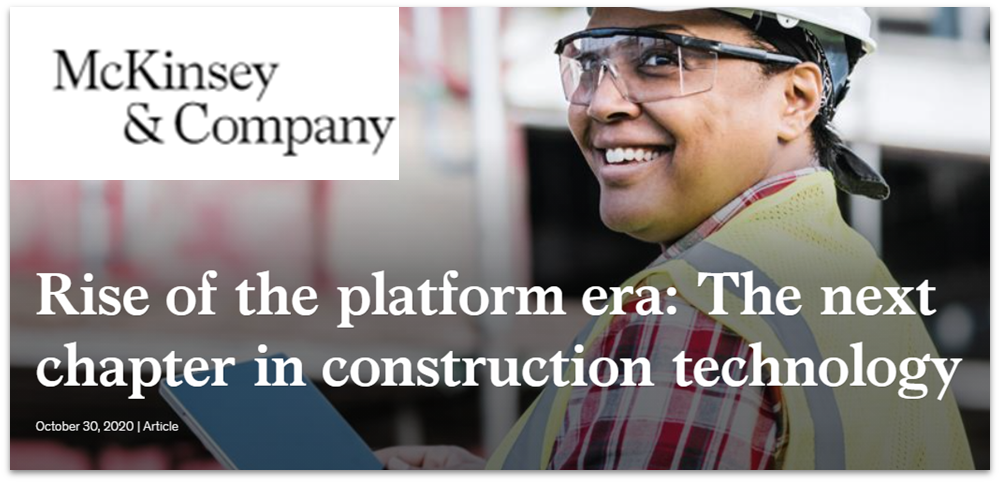 McKinsey
& Company
Rise of the platform era: The next
chapter in construction technology
October 30, 2020 | Article